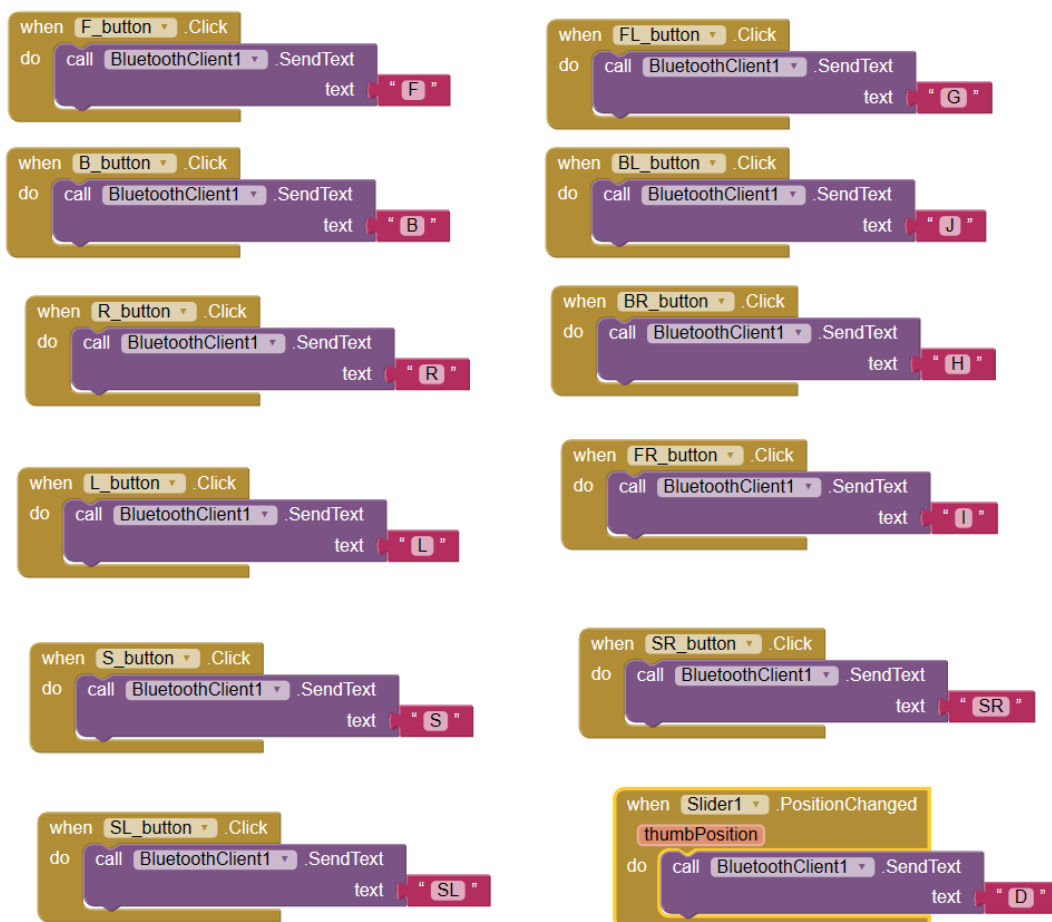 when F_button .Click
do call BluetoothClient1 .SendText
text " F "
when FL_button .Click
do call BluetoothClient1 .SendText
text " G "
when B_button .Click
do call BluetoothClient1 .SendText
text " B "
when BL_button .Click
do call BluetoothClient1 .SendText
text " J "
when R_button .Click
do call BluetoothClient1 .SendText
text " R "
when BR_button .Click
do call BluetoothClient1 .SendText
text " H "
when L_button .Click
do call BluetoothClient1 .SendText
text " L "
when FR_button .Click
do call BluetoothClient1 .SendText
text " I "
when S_button .Click
do call BluetoothClient1 .SendText
text " S "
when SR_button .Click
do call BluetoothClient1 .SendText
text " SR "
when SL_button .Click
do call BluetoothClient1 .SendText
text " SL "
when Slider1 .PositionChanged
thumbPosition
do call BluetoothClient1 .SendText
text " D "